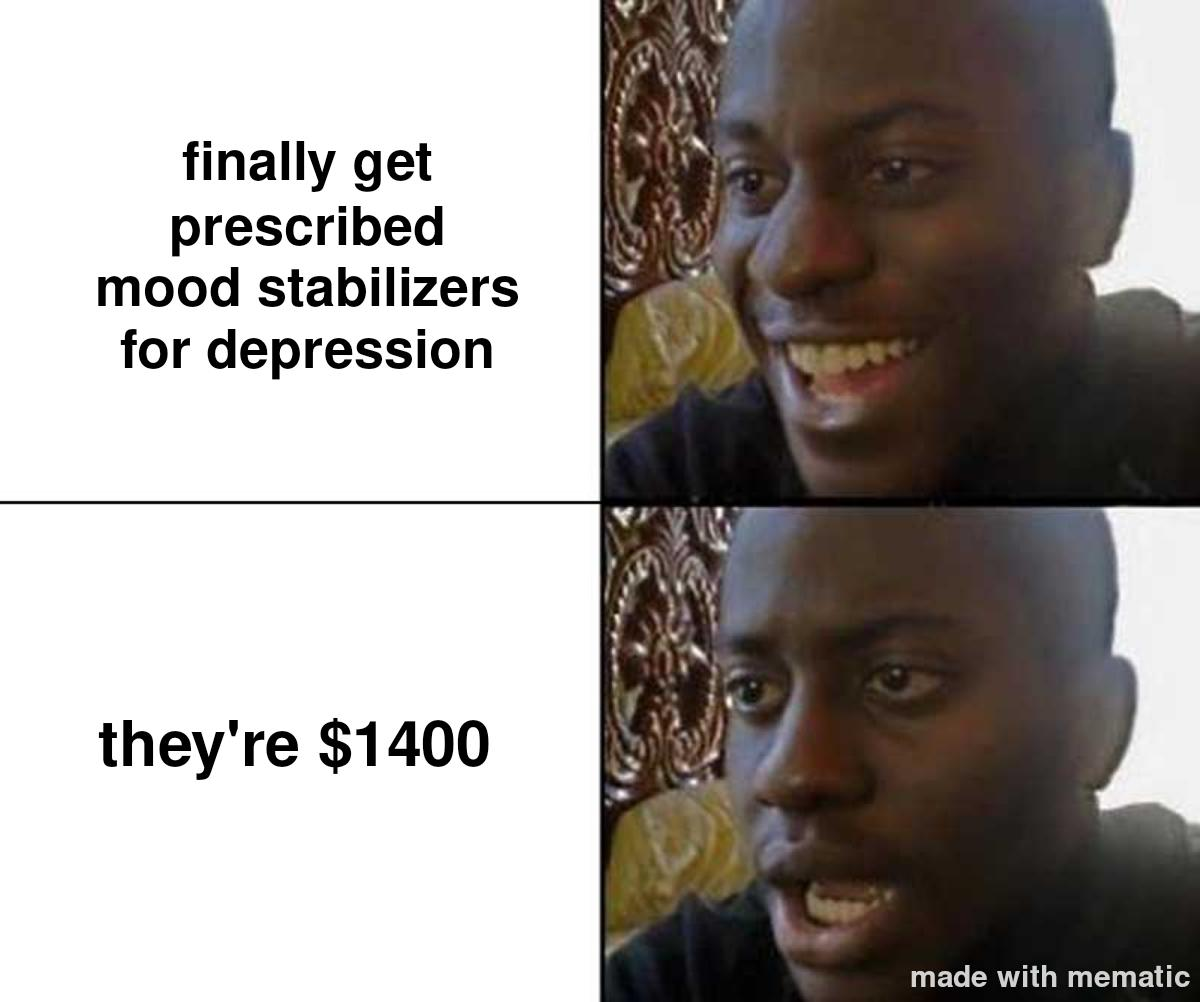 finally get
prescribed
mood stabilizers
for depression
they're $1400
made with mematic